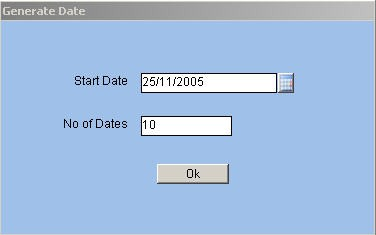 Generate Date
Start Date 25/11/2005
No of Dates 10
Ok